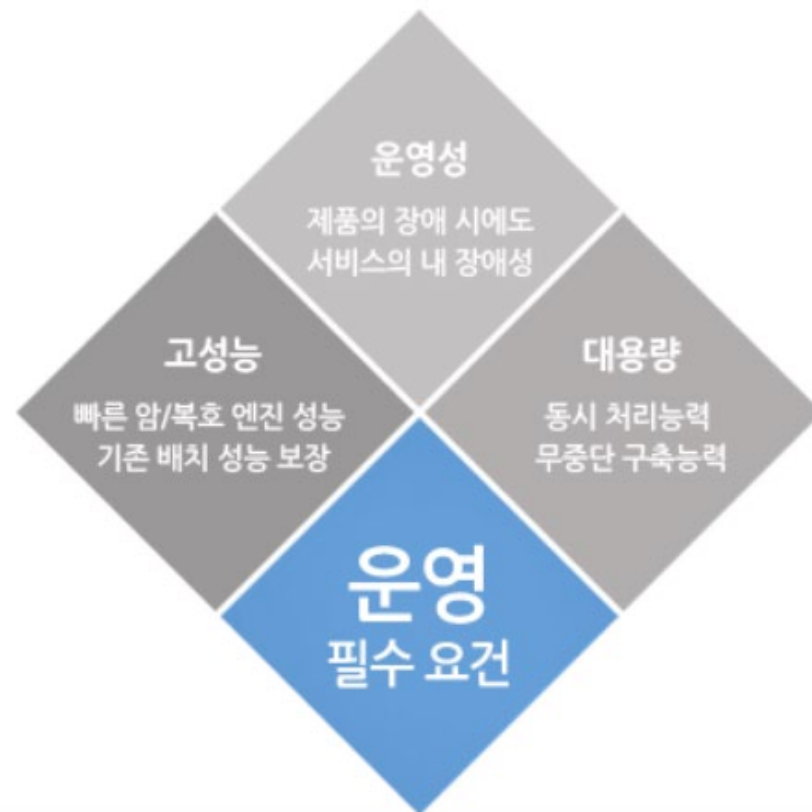 운영성
제품의 장애 시에도
서비스의 내 장애성
고성능
빠른 암/복호 엔진 성능
기존 배치 성능 보장
대용량
동시 처리능력
무중단 구축능력
운영
필수 요건